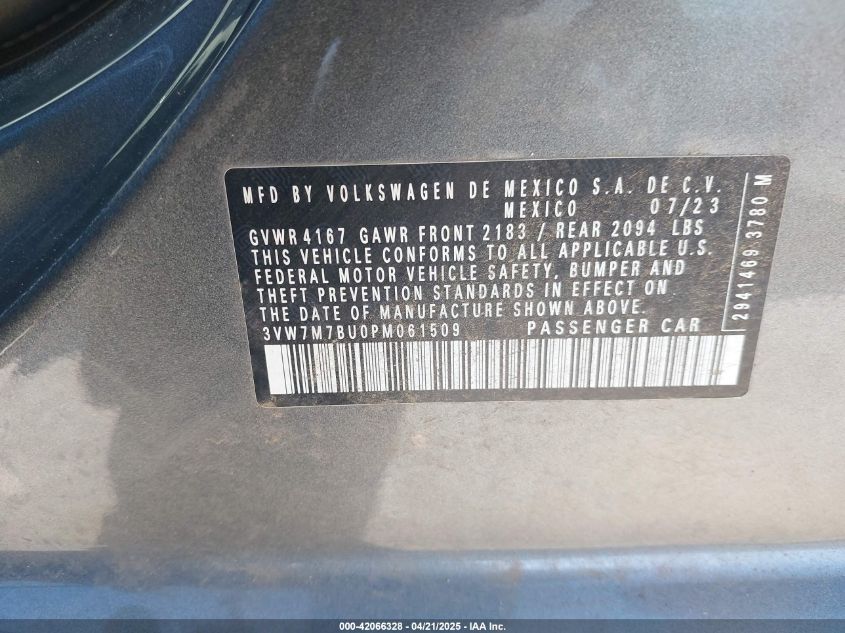 MFD BY VOLKSWAGEN DE MEXICO S.A. DE C.V.
MEXICO 07/23
GVWR 4167 GAWR FRONT 2183 / REAR 2094 LBS
THIS VEHICLE CONFORMS TO ALL APPLICABLE U.S.
FEDERAL MOTOR VEHICLE SAFETY, BUMPER AND
THEFT PREVENTION STANDARDS IN EFFECT ON
THE DATE OF MANUFACTURE SHOWN ABOVE.
3VW7M7BU0PM061509 PASSENGER CAR
2941469 3780 M
000-42066328 | 04/21/2025 - IAA Inc.